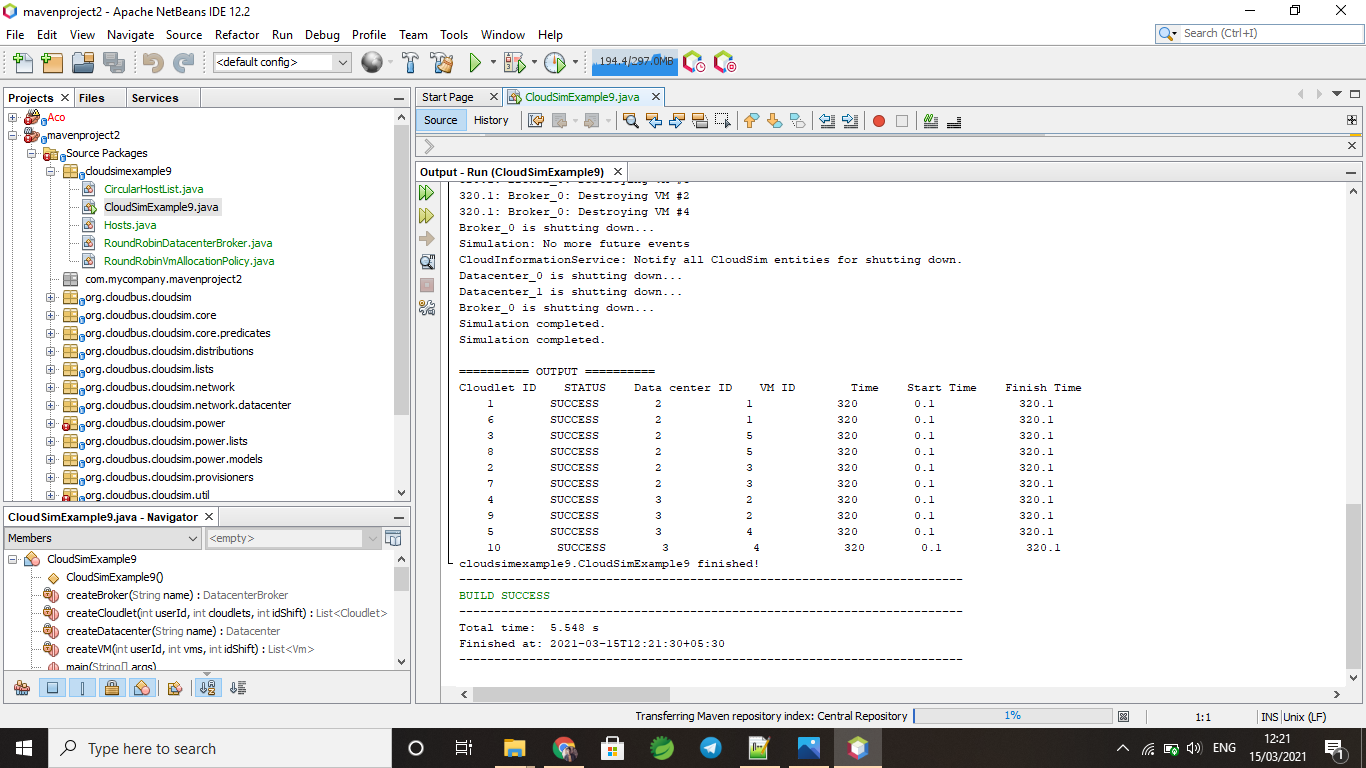 mavenproject2 - Apache NetBeans IDE 12.2
File Edit View Navigate Source Refactor Run Debug Profile Team Tools Window Help
Search (Ctrl+I)
<default config>
194.4/297.0MB
Projects Files Services
Aco
mavenproject2
Source Packages
cloudsimexample9
CircularHostList.java
CloudSimExample9.java
Hosts.java
RoundRobinDatacenterBroker.java
RoundRobinVmAllocationPolicy.java
com.mycompany.mavenproject2
org.cloudbus.cloudsim
org.cloudbus.cloudsim.core
org.cloudbus.cloudsim.core.predicates
org.cloudbus.cloudsim.distributions
org.cloudbus.cloudsim.lists
org.cloudbus.cloudsim.network
org.cloudbus.cloudsim.network.datacenter
org.cloudbus.cloudsim.power
org.cloudbus.cloudsim.power.lists
org.cloudbus.cloudsim.power.models
org.cloudbus.cloudsim.provisioners
org.cloudbus.cloudsim.util
CloudSimExample9.java - Navigator
Members
<empty>
CloudSimExample9
CloudSimExample9()
createBroker(String name) : DatacenterBroker
createCloudlet(int userId, int cloudlets, int idShift) : List<Cloudlet>
createDatacenter(String name) : Datacenter
createVM(int userId, int vms, int idShift) : List<Vm>
main(String[] args)
Start Page CloudSimExample9.java
Source History
Output - Run (CloudSimExample9)
320.1: Broker_0: Destroying VM
320.1: Broker_0: Destroying VM #2
320.1: Broker_0: Destroying VM #4
Broker_0 is shutting down...
Simulation: No more future events
CloudInformationService: Notify all CloudSim entities for shutting down.
Datacenter_0 is shutting down...
Datacenter_1 is shutting down...
Broker_0 is shutting down...
Simulation completed.
Simulation completed.
========== OUTPUT ==========
Cloudlet ID STATUS Data center ID VM ID Time Start Time Finish Time
1 SUCCESS 2 1 320 0.1 320.1
6 SUCCESS 2 1 320 0.1 320.1
3 SUCCESS 2 5 320 0.1 320.1
8 SUCCESS 2 5 320 0.1 320.1
2 SUCCESS 2 3 320 0.1 320.1
7 SUCCESS 2 3 320 0.1 320.1
4 SUCCESS 3 2 320 0.1 320.1
9 SUCCESS 3 2 320 0.1 320.1
5 SUCCESS 3 4 320 0.1 320.1
10 SUCCESS 3 4 320 0.1 320.1
cloudsimexample9.CloudSimExample9 finished!
------------------------------------------------------------------------
BUILD SUCCESS
------------------------------------------------------------------------
Total time: 5.548 s
Finished at: 2021-03-15T12:21:30+05:30
------------------------------------------------------------------------
Transferring Maven repository index: Central Repository 1% 1:1 INS Unix (LF)
Type here to search
ENG
12:21
15/03/2021
1